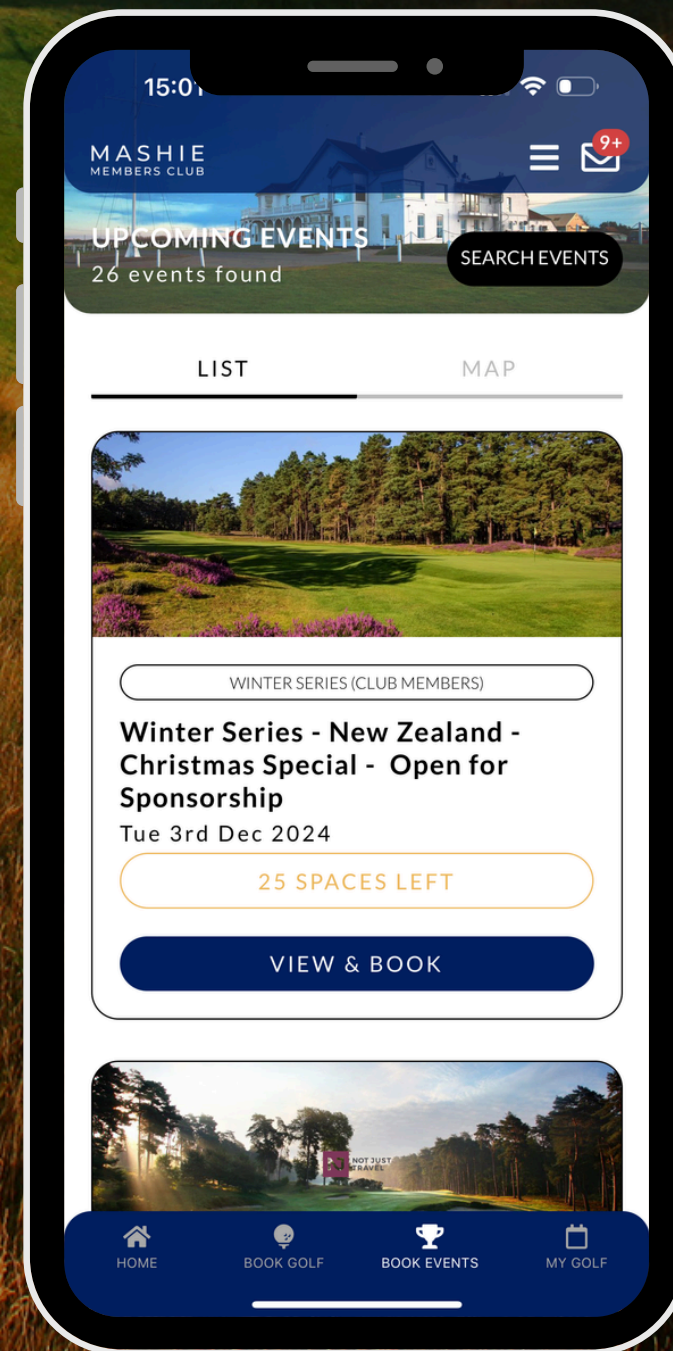 15:01
MASHIE
MEMBERS CLUB
9+
UPCOMING EVENTS
26 events found
SEARCH EVENTS
LIST
MAP
WINTER SERIES (CLUB MEMBERS)
Winter Series - New Zealand -
Christmas Special -  Open for
Sponsorship
Tue 3rd Dec 2024
25 SPACES LEFT
VIEW & BOOK
NOT JUST
TRAVEL
HOME
BOOK GOLF
BOOK EVENTS
MY GOLF